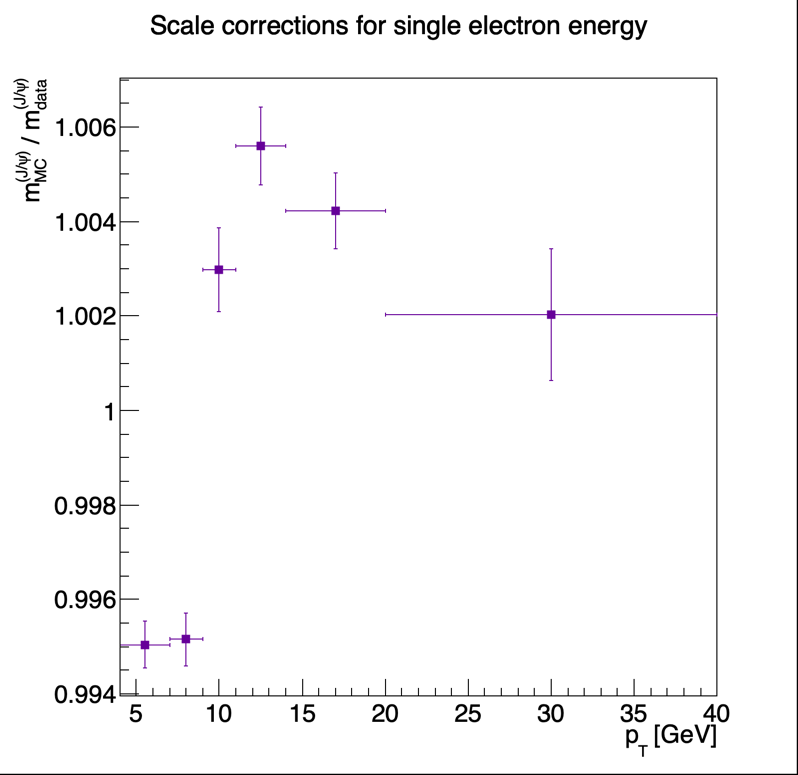 Scale corrections for single electron energy
m_MC^(J/ψ) / m_data^(J/ψ)
1.006
1.004
1.002
1
0.998
0.996
0.994
5 10 15 20 25 30 35 40
p_T [GeV]